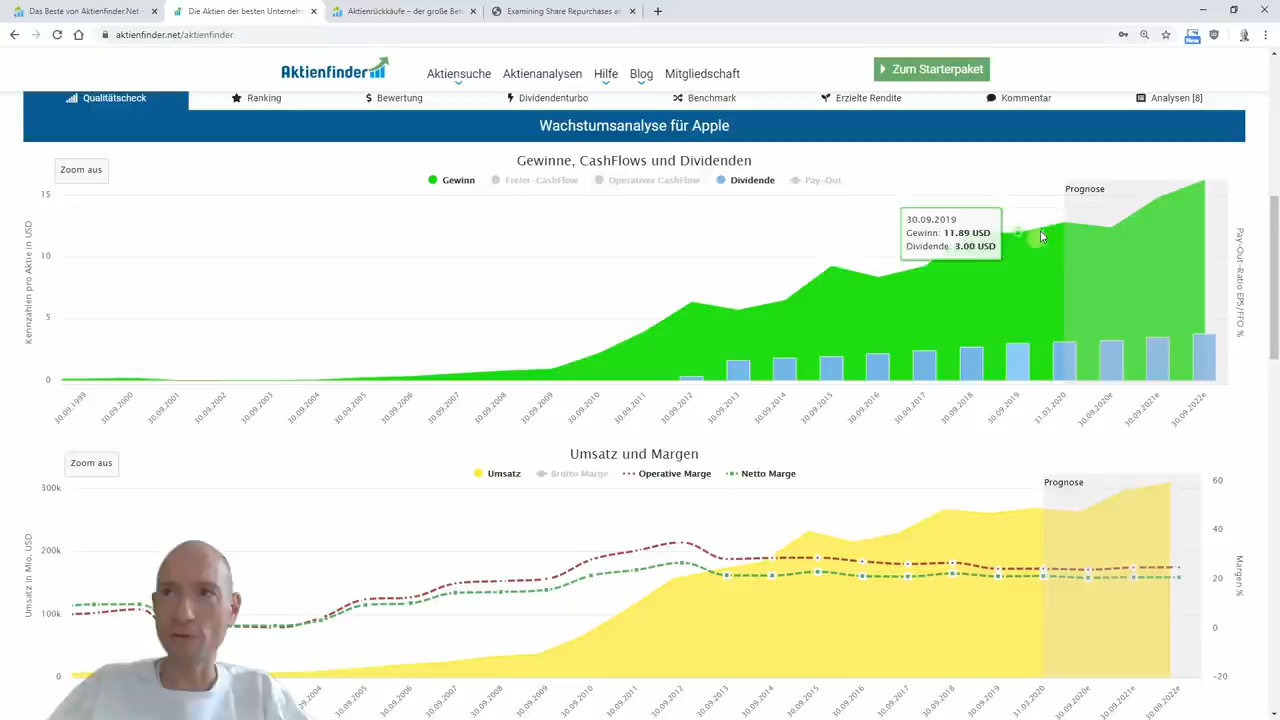 Das Beste von Aktienfinder.Net -
Die Aktien der besten Unterneh
Aktienrückkäufe – der große Bet
Examining Share Repurchases an
aktienfinder.net/aktienfinder
New
Aktienfinder
Aktiensuche
Aktienanalysen
Hilfe
Blog
Mitgliedschaft
Zum Starterpaket
Qualitätscheck
Ranking
$ Bewertung
Dividendenturbo
Benchmark
Erzielte Rendite
Kommentar
Analysen [8]
Wachstumsanalyse für Apple
Gewinne, CashFlows und Dividenden
Zoom aus
Gewinn
Freier-CashFlow
Operativer CashFlow
Dividende
Pay-Out
Prognose
15
10
5
0
Kennzahlen pro Aktie in USD
Pay-Out-Ratio EPS/FFO %
30.09.2019
Gewinn: 11.89 USD
Dividende: 3.00 USD
30.09.1999
30.09.2000
30.09.2001
30.09.2002
30.09.2003
30.09.2004
30.09.2005
30.09.2006
30.09.2007
30.09.2008
30.09.2009
30.09.2010
30.09.2011
30.09.2012
30.09.2013
30.09.2014
30.09.2015
30.09.2016
30.09.2017
30.09.2018
30.09.2019
31.03.2020
30.09.2020e
30.09.2021e
30.09.2022e
Umsatz und Margen
Zoom aus
Umsatz
Brutto Marge
Operative Marge
Netto Marge
Prognose
300k
200k
100k
0
Umsatz in Mio. USD
60
40
20
0
-20
Margen %
.2004
30.09.2005
30.09.2006
30.09.2007
30.09.2008
30.09.2009
30.09.2010
30.09.2011
30.09.2012
30.09.2013
30.09.2014
30.09.2015
30.09.2016
30.09.2017
30.09.2018
30.09.2019
31.03.2020
30.09.2020e
30.09.2021e
30.09.2022e